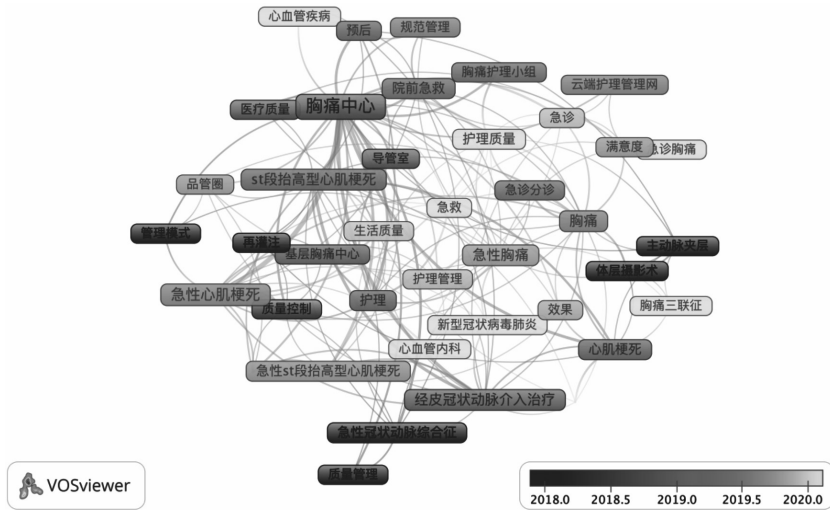 心血管疾病
预后
规范管理
胸痛护理小组
院前急救
云端护理管理网
医疗质量
胸痛中心
急诊
护理质量
满意度
急诊胸痛
导管室
品管圈
st段抬高型心肌梗死
急诊分诊
急救
胸痛
管理模式
再灌注
生活质量
主动脉夹层
基层胸痛中心
急性胸痛
体层摄影术
护理管理
急性心肌梗死
质量控制
护理
效果
胸痛三联征
新型冠状病毒肺炎
心血管内科
心肌梗死
急性st段抬高型心肌梗死
经皮冠状动脉介入治疗
急性冠状动脉综合征
质量管理
VOSviewer
2018.0 2018.5 2019.0 2019.5 2020.0